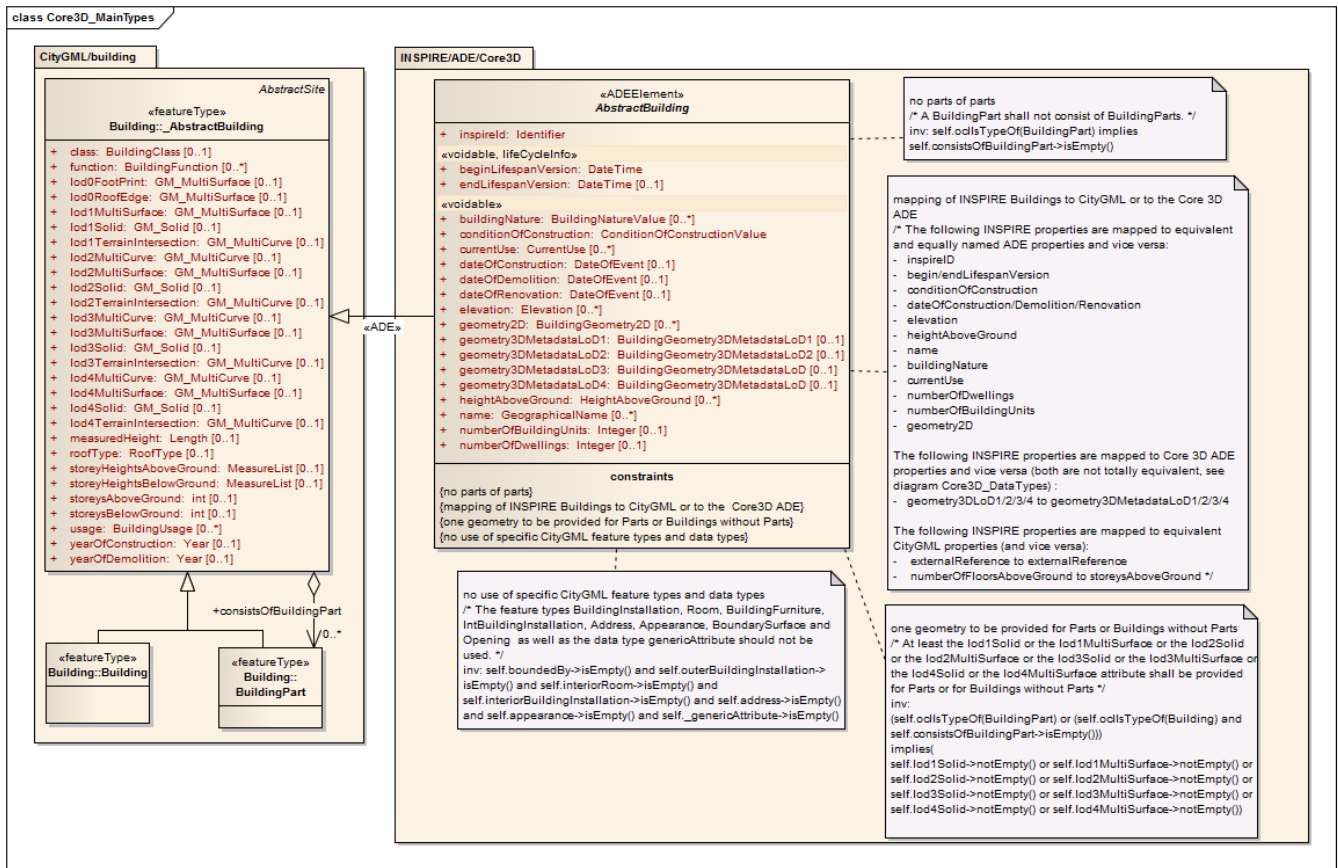 class Core3D_MainTypes
CityGML/building
AbstractSite
«featureType»
Building::_AbstractBuilding
+ class: BuildingClass [0..1]
+ function: BuildingFunction [0..*]
+ lod0FootPrint: GM_MultiSurface [0..1]
+ lod0RoofEdge: GM_MultiSurface [0..1]
+ lod1MultiSurface: GM_MultiSurface [0..1]
+ lod1Solid: GM_Solid [0..1]
+ lod1TerrainIntersection: GM_MultiCurve [0..1]
+ lod2MultiCurve: GM_MultiCurve [0..1]
+ lod2MultiSurface: GM_MultiSurface [0..1]
+ lod2Solid: GM_Solid [0..1]
+ lod2TerrainIntersection: GM_MultiCurve [0..1]
+ lod3MultiCurve: GM_MultiCurve [0..1]
+ lod3MultiSurface: GM_MultiSurface [0..1]
+ lod3Solid: GM_Solid [0..1]
+ lod3TerrainIntersection: GM_MultiCurve [0..1]
+ lod4MultiCurve: GM_MultiCurve [0..1]
+ lod4MultiSurface: GM_MultiSurface [0..1]
+ lod4Solid: GM_Solid [0..1]
+ lod4TerrainIntersection: GM_MultiCurve [0..1]
+ measuredHeight: Length [0..1]
+ roofType: RoofType [0..1]
+ storeyHeightsAboveGround: MeasureList [0..1]
+ storeyHeightsBelowGround: MeasureList [0..1]
+ storeysAboveGround: int [0..1]
+ storeysBelowGround: int [0..1]
+ usage: BuildingUsage [0..*]
+ yearOfConstruction: Year [0..1]
+ yearOfDemolition: Year [0..1]
+consistsOfBuildingPart
0..*
«featureType»
Building::Building
«featureType»
Building::
BuildingPart
«ADE»
INSPIRE/ADE/Core3D
«ADEElement»
AbstractBuilding
+ inspireId: Identifier
«voidable, lifeCycleInfo»
+ beginLifespanVersion: DateTime
+ endLifespanVersion: DateTime [0..1]
«voidable»
+ buildingNature: BuildingNatureValue [0..*]
+ conditionOfConstruction: ConditionOfConstructionValue
+ currentUse: CurrentUse [0..*]
+ dateOfConstruction: DateOfEvent [0..1]
+ dateOfDemolition: DateOfEvent [0..1]
+ dateOfRenovation: DateOfEvent [0..1]
+ elevation: Elevation [0..*]
+ geometry2D: BuildingGeometry2D [0..*]
+ geometry3DMetadataLoD1: BuildingGeometry3DMetadataLoD1 [0..1]
+ geometry3DMetadataLoD2: BuildingGeometry3DMetadataLoD2 [0..1]
+ geometry3DMetadataLoD3: BuildingGeometry3DMetadataLoD [0..1]
+ geometry3DMetadataLoD4: BuildingGeometry3DMetadataLoD [0..1]
+ heightAboveGround: HeightAboveGround [0..*]
+ name: GeographicalName [0..*]
+ numberOfBuildingUnits: Integer [0..1]
+ numberOfDwellings: Integer [0..1]
constraints
{no parts of parts}
{mapping of INSPIRE Buildings to CityGML or to the Core3D ADE}
{one geometry to be provided for Parts or Buildings without Parts}
{no use of specific CityGML feature types and data types}
no parts of parts
/* A BuildingPart shall not consist of BuildingParts. */
inv: self.oclIsTypeOf(BuildingPart) implies
self.consistsOfBuildingPart->isEmpty()
mapping of INSPIRE Buildings to CityGML or to the Core 3D
ADE
/* The following INSPIRE properties are mapped to equivalent
and equally named ADE properties and vice versa:
- inspireID
- begin/endLifespanVersion
- conditionOfConstruction
- dateOfConstruction/Demolition/Renovation
- elevation
- heightAboveGround
- name
- buildingNature
- currentUse
- numberOfDwellings
- numberOfBuildingUnits
- geometry2D
The following INSPIRE properties are mapped to Core 3D ADE
properties and vice versa (both are not totally equivalent, see
diagram Core3D_DataTypes) :
- geometry3DLoD1/2/3/4 to geometry3DMetadataLoD1/2/3/4
The following INSPIRE properties are mapped to equivalent
CityGML properties (and vice versa):
- externalReference to externalReference
- numberOfFloorsAboveGround to storeysAboveGround */
no use of specific CityGML feature types and data types
/* The feature types BuildingInstallation, Room, BuildingFurniture,
IntBuildingInstallation, Address, Appearance, BoundarySurface and
Opening as well as the data type genericAttribute should not be
used. */
inv: self.boundedBy->isEmpty() and self.outerBuildingInstallation->
isEmpty() and self.interiorRoom->isEmpty() and
self.interiorBuildingInstallation->isEmpty() and self.address->isEmpty()
and self.appearance->isEmpty() and self._genericAttribute->isEmpty()
one geometry to be provided for Parts or Buildings without Parts
/* At least the lod1Solid or the lod1MultiSurface or the lod2Solid
or the lod2MultiSurface or the lod3Solid or the lod3MultiSurface or
the lod4Solid or the lod4MultiSurface attribute shall be provided
for Parts or for Buildings without Parts */
inv:
(self.oclIsTypeOf(BuildingPart) or (self.oclIsTypeOf(Building) and
self.consistsOfBuildingPart->isEmpty()))
implies(
self.lod1Solid->notEmpty() or self.lod1MultiSurface->notEmpty() or
self.lod2Solid->notEmpty() or self.lod2MultiSurface->notEmpty() or
self.lod3Solid->notEmpty() or self.lod3MultiSurface->notEmpty() or
self.lod4Solid->notEmpty() or self.lod4MultiSurface->notEmpty())